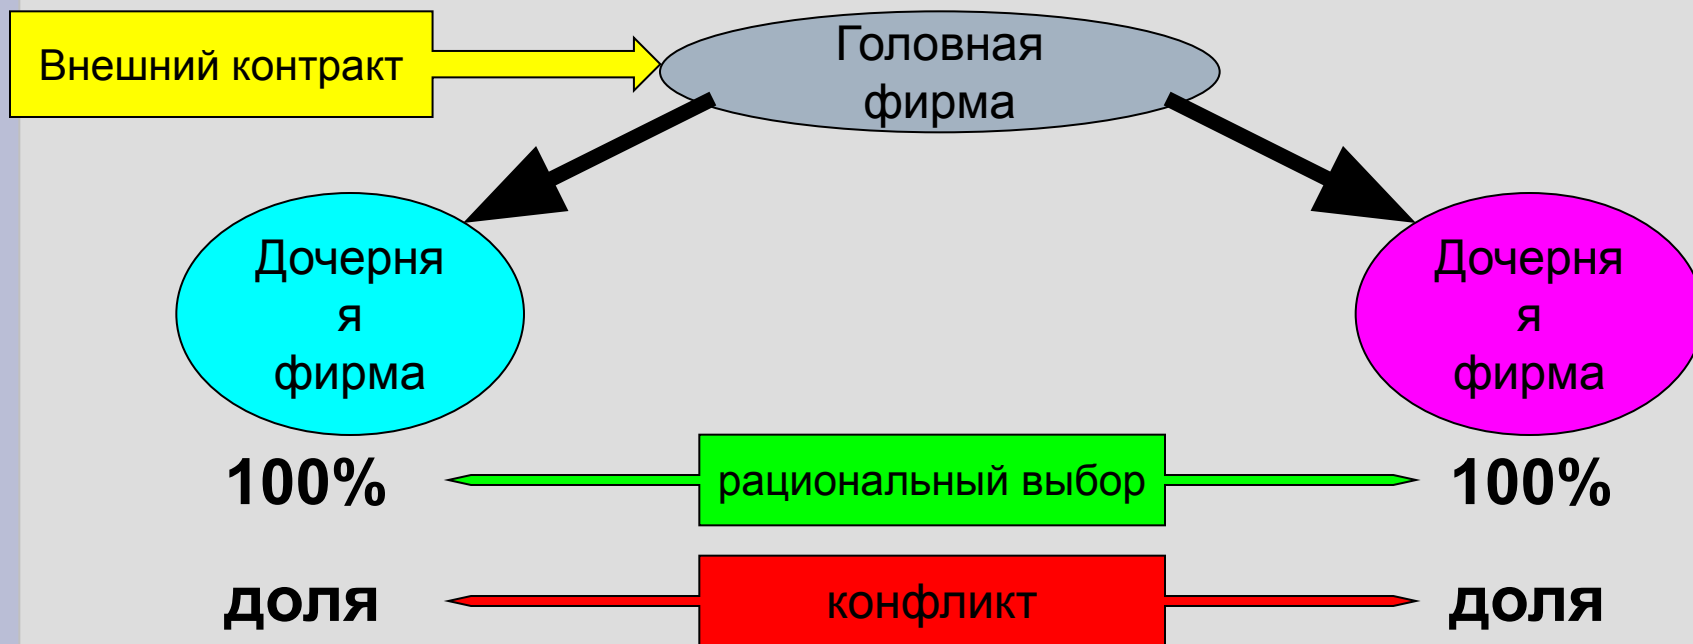 Внешний контракт
Головная
фирма
Дочерня
я
фирма
Дочерня
я
фирма
100%
рациональный выбор
100%
доля
конфликт
доля